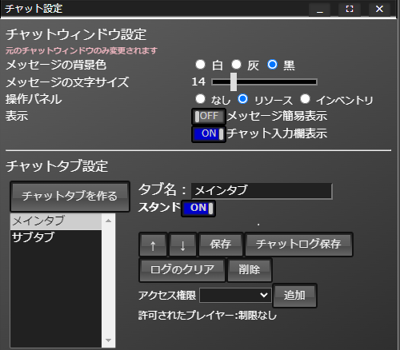 チャット設定
チャットウィンドウ設定
元のチャットウィンドウのみ変更されます
メッセージの背景色 白 灰 黒
メッセージの文字サイズ 14
操作パネル なし リソース インベントリ
表示 OFF メッセージ簡易表示
ON チャット入力欄表示
チャットタブ設定
チャットタブを作る タブ名： メインタブ
スタンド ON
メインタブ
サブタブ
↑ ↓ 保存 チャットログ保存
ログのクリア 削除
アクセス権限 追加
許可されたプレイヤー:制限なし